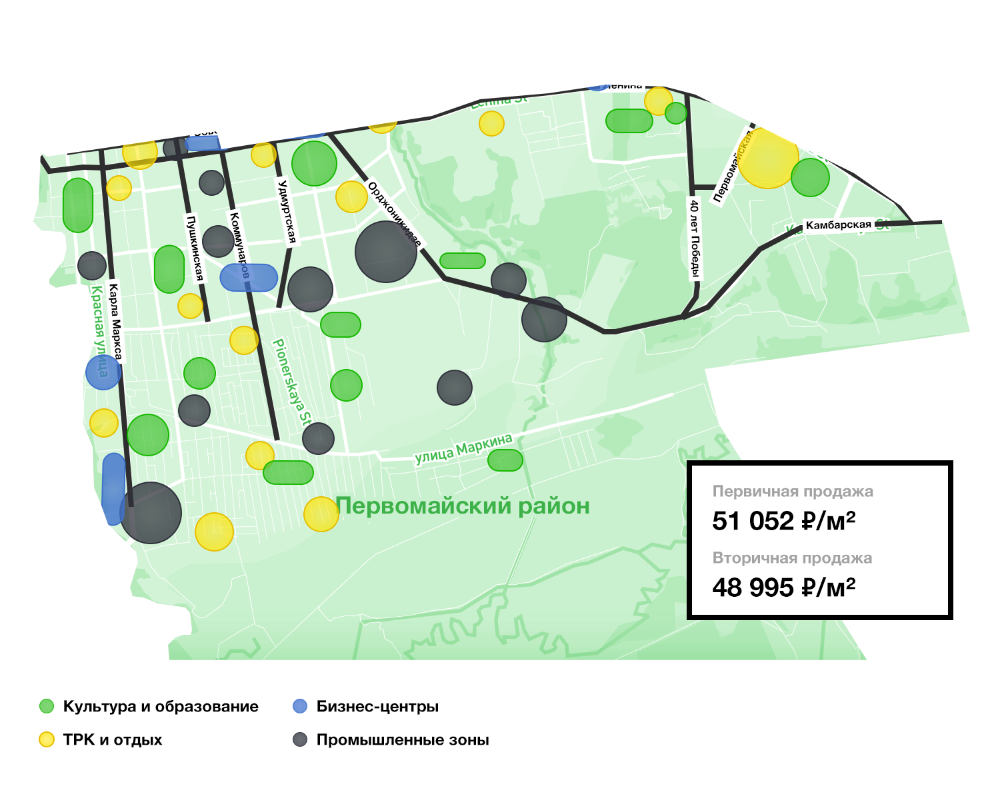 Ленина
Lenina St
Первомайская
Орджоникидзе
Удмуртская
Коммунаров
Пушкинская
40 лет Победы
Камбарская
Карла Маркса
Красная улица
Pionerskaya St
улица Маркина
Первомайский район
Первичная продажа
51 052 ₽/м²
Вторичная продажа
48 995 ₽/м²
Культура и образование
Бизнес-центры
ТРК и отдых
Промышленные зоны